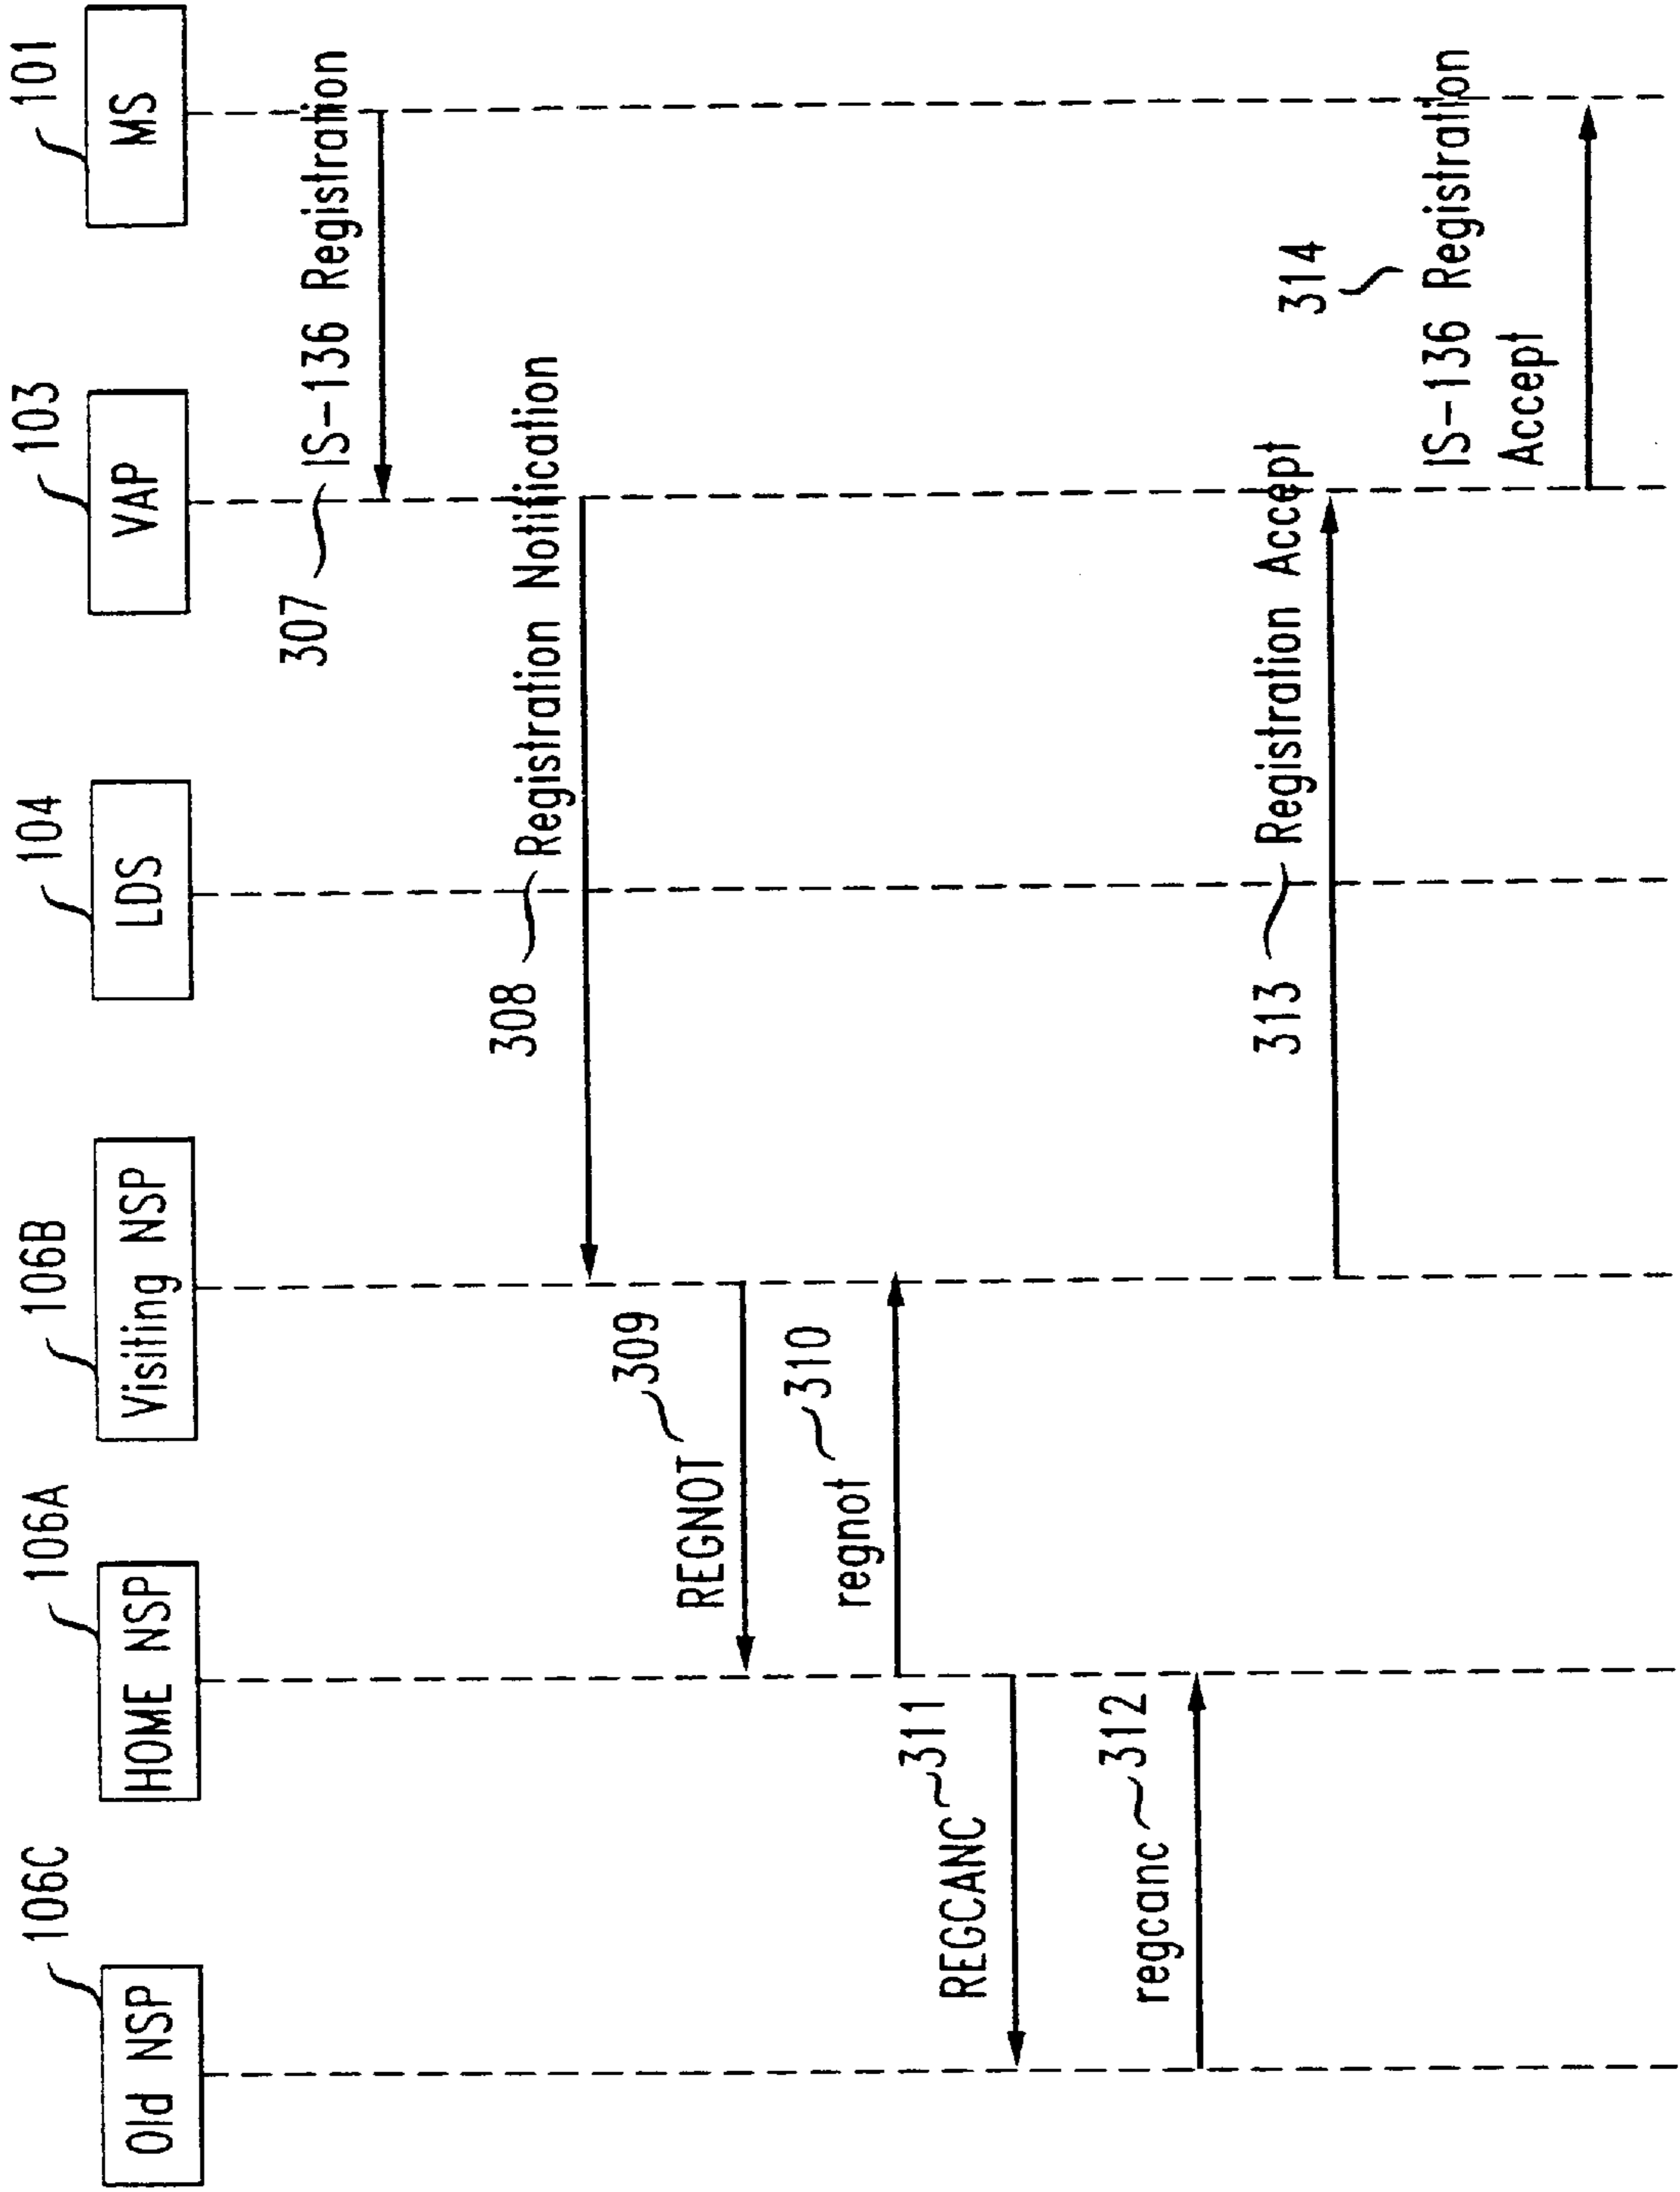 106C
106A
106B
104
103
101
Old NSP
HOME NSP
Visiting NSP
LDS
VAP
MS
307
IS-136 Registration
308
Registration Notification
309
REGNOT
310
regnot
311
REGCANC
312
regcanc
313
Registration Accept
314
IS-136 Registration
Accept